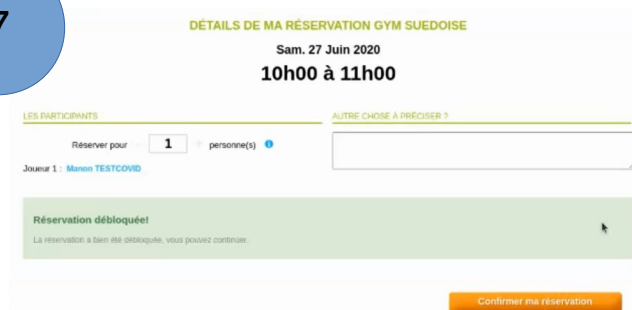 7
DÉTAILS DE MA RÉSERVATION GYM SUEDOISE
Sam. 27 Juin 2020
10h00 à 11h00
LES PARTICIPANTS
AUTRE CHOSE À PRÉCISER ?
Réserver pour - 1 + personne(s) i
Joueur 1 : Manon TESTCOVID
Réservation débloquée!
La réservation a bien été débloquée, vous pouvez continuer.
Confirmer ma réservation